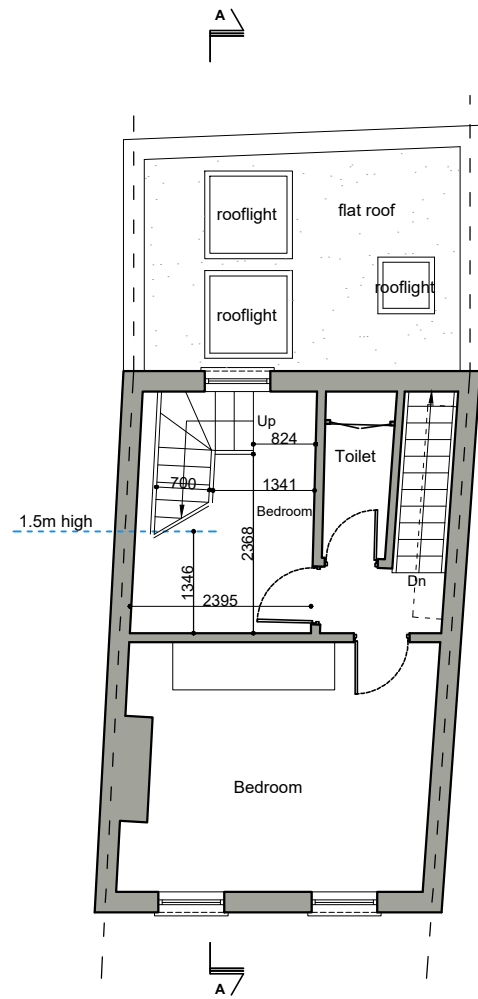 A
rooflight
flat roof
rooflight
rooflight
Up
824
Toilet
700
1341
Bedroom
1.5m high
2368
1346
Dn
2395
Bedroom
A